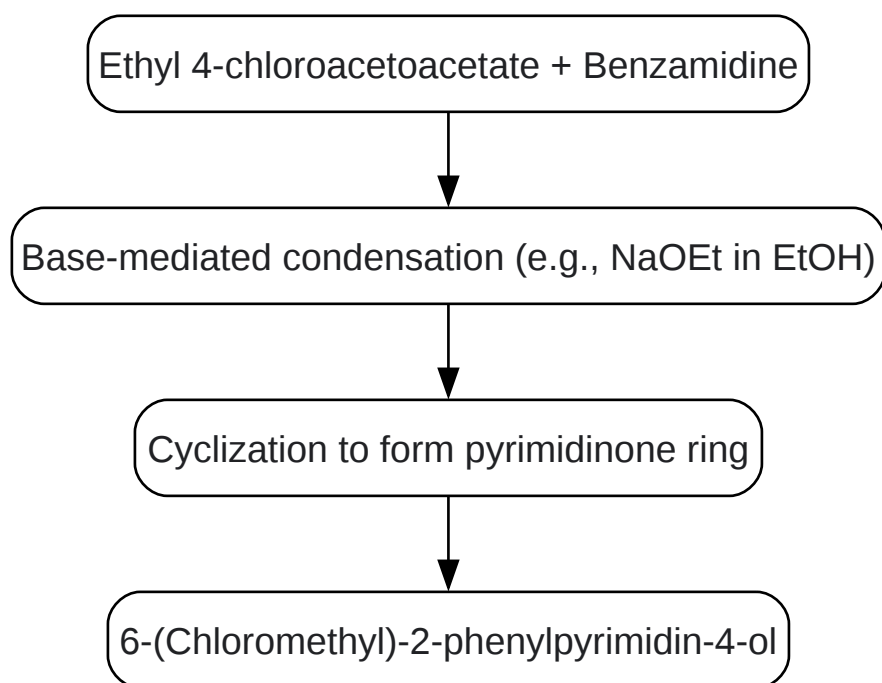 Ethyl 4-chloroacetoacetate + Benzamidine
Base-mediated condensation (e.g., NaOEt in EtOH)
Cyclization to form pyrimidinone ring
6-(Chloromethyl)-2-phenylpyrimidin-4-ol